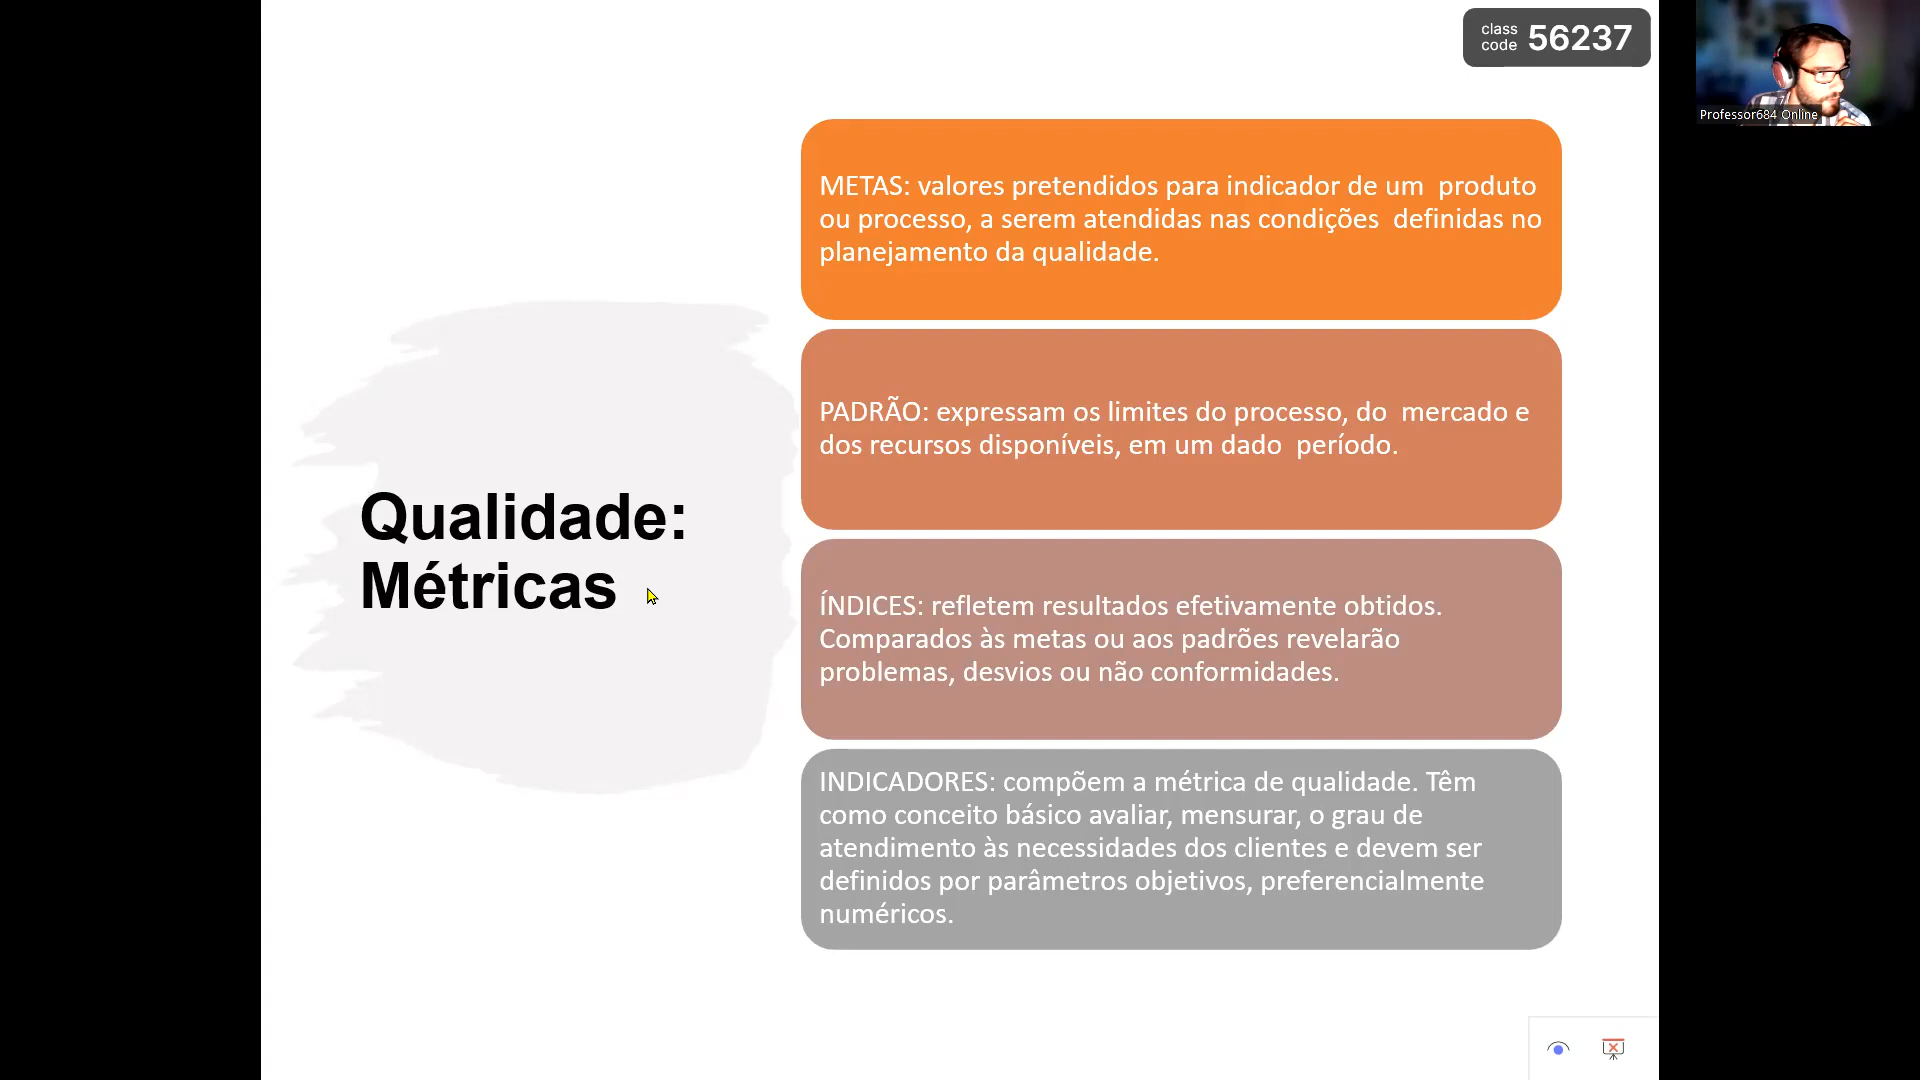 class
code 56237
Professor684 Online
METAS: valores pretendidos para indicador de um produto
ou processo, a serem atendidas nas condições definidas no
planejamento da qualidade.
PADRÃO: expressam os limites do processo, do mercado e
dos recursos disponíveis, em um dado período.
Qualidade:
Métricas
ÍNDICES: refletem resultados efetivamente obtidos.
Comparados às metas ou aos padrões revelarão
problemas, desvios ou não conformidades.
INDICADORES: compõem a métrica de qualidade. Têm
como conceito básico avaliar, mensurar, o grau de
atendimento às necessidades dos clientes e devem ser
definidos por parâmetros objetivos, preferencialmente
numéricos.